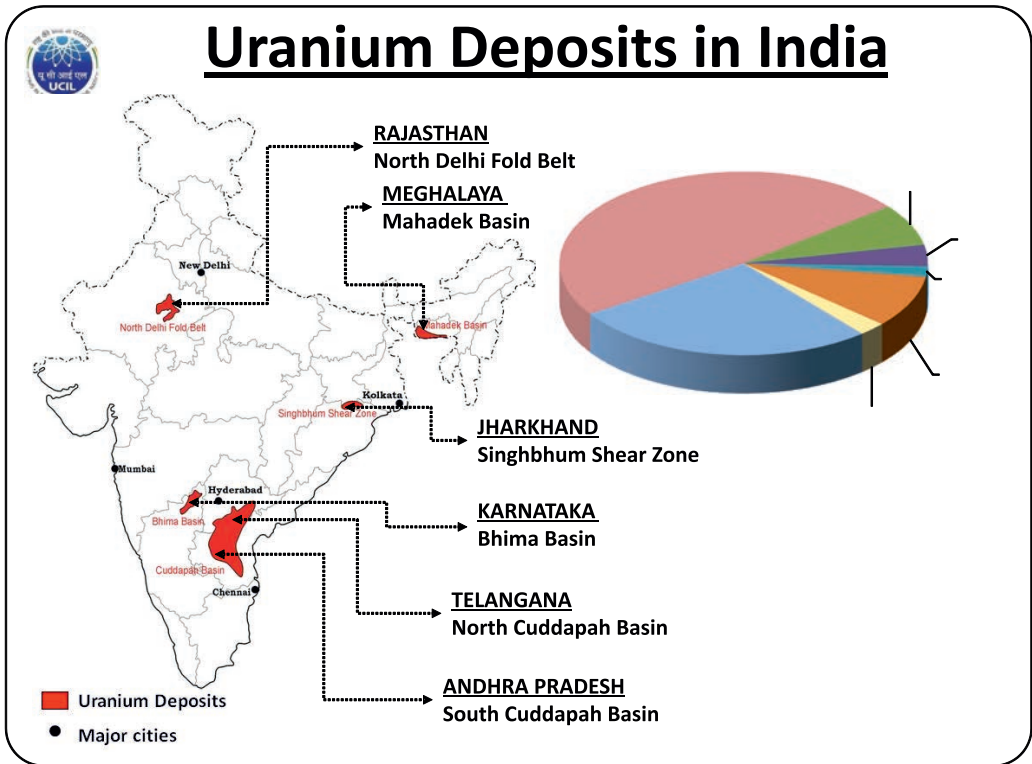 Uranium Deposits in India
यू सी आई एल
UCIL
RAJASTHAN
North Delhi Fold Belt
MEGHALAYA
Mahadek Basin
New Delhi
North Delhi Fold Belt
Mahadek Basin
Kolkata
Singhbhum Shear Zone
JHARKHAND
Singhbhum Shear Zone
Mumbai
Hyderabad
Bhima Basin
KARNATAKA
Bhima Basin
Cuddapah Basin
Chennai
TELANGANA
North Cuddapah Basin
ANDHRA PRADESH
South Cuddapah Basin
Uranium Deposits
Major cities